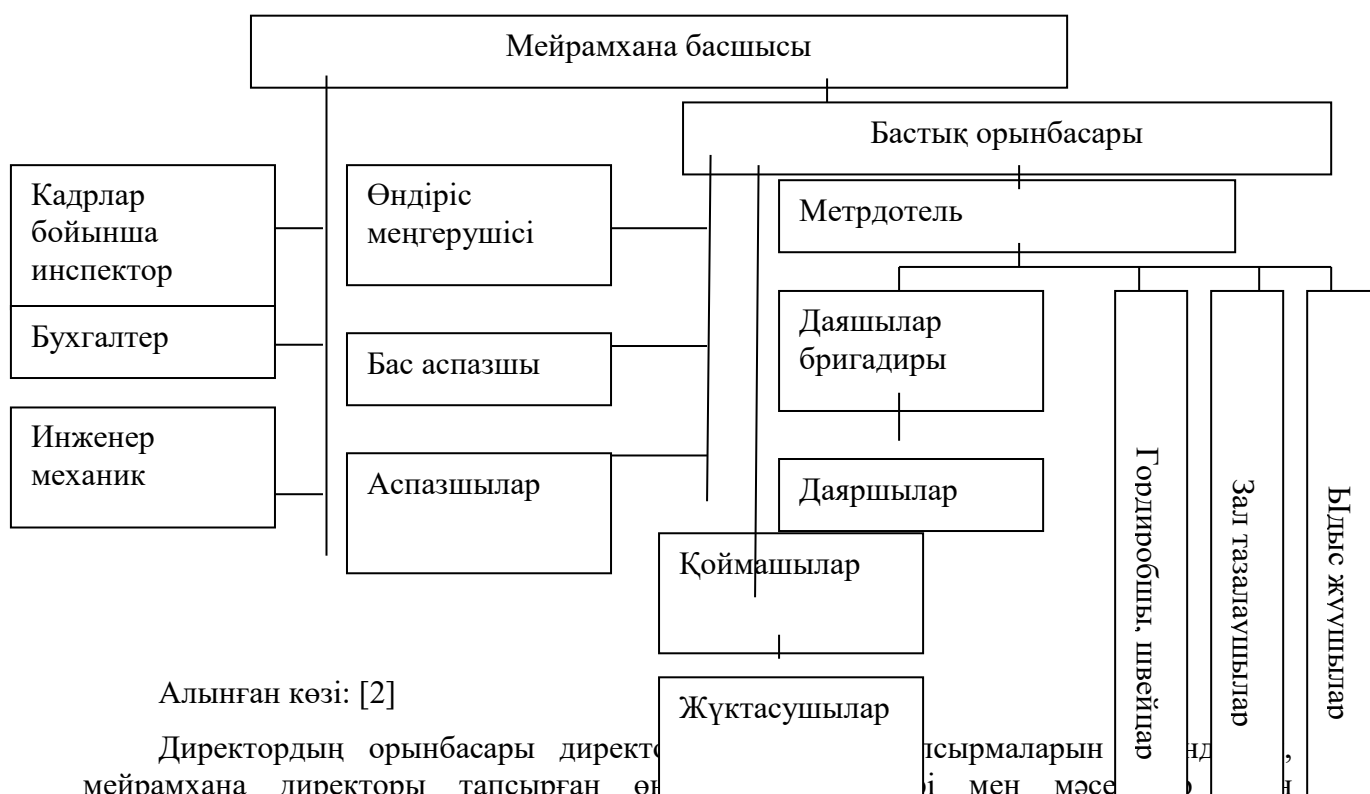 Мейрамхана басшысы
Бастық орынбасары
Кадрлар
бойынша
инспектор
Бухгалтер
Инженер
механик
Өндіріс
меңгерушісі
Бас аспазшы
Аспазшылар
Метрдотель
Даяшылар
бригадиры
Даяршылар
Қоймашылар
Жүктасушылар
Гордиробшы, швейцар
Зал тазалаушылар
Ыдыс жуушылар
Алынған көзі: [2]
Директордың орынбасары
мейрамхана директоры тапсырған мен